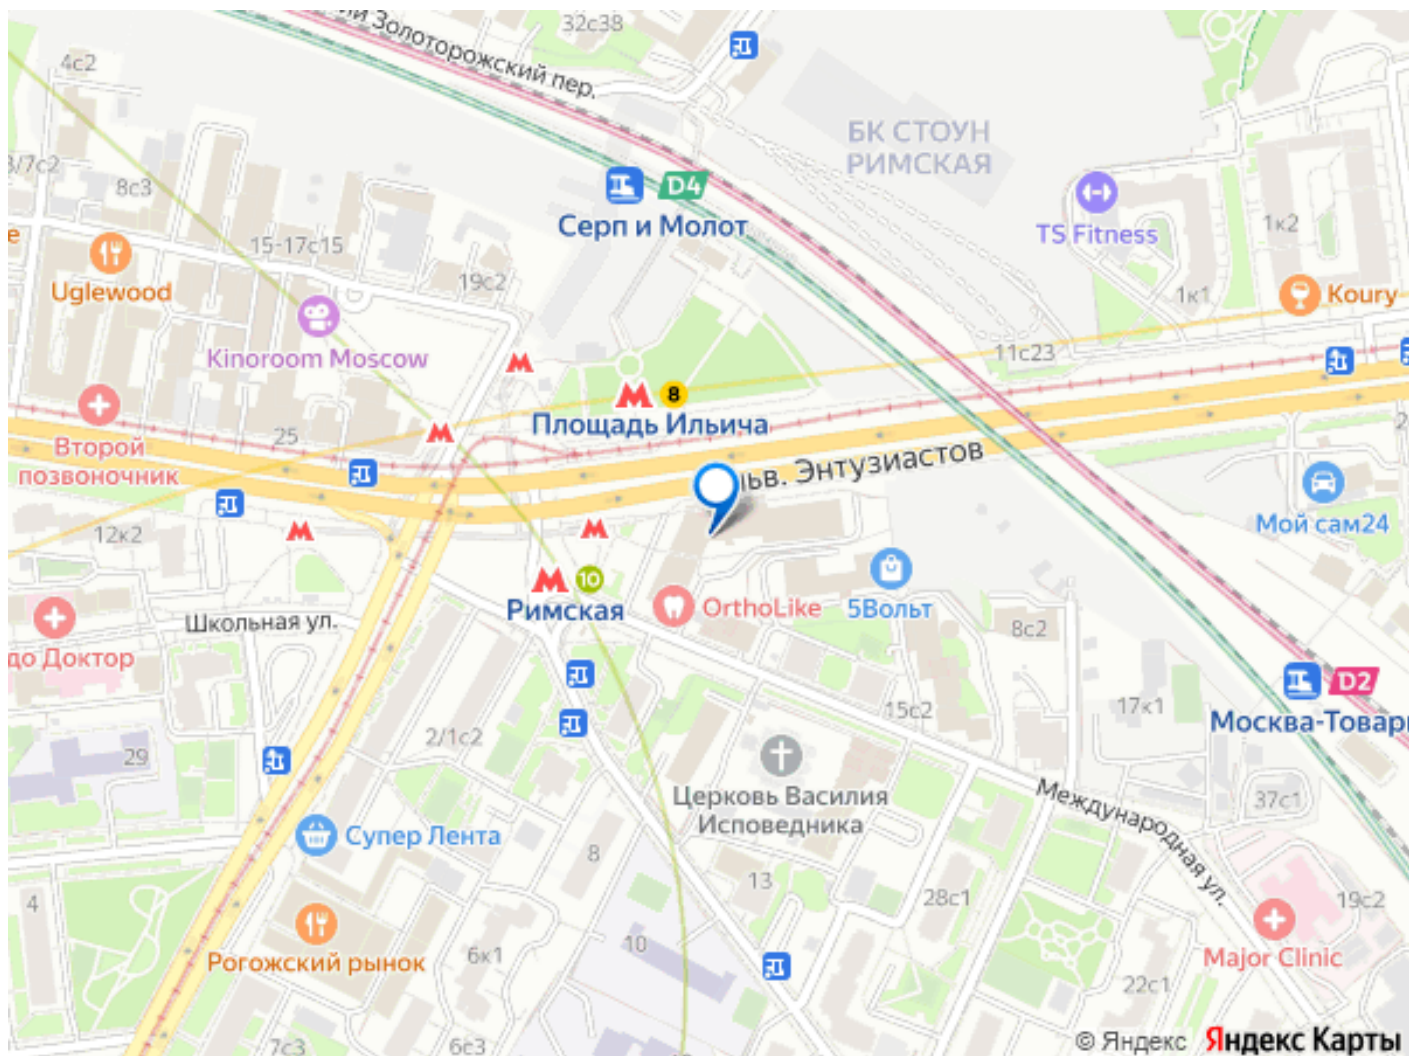 32с38
Золоторожский пер.
4с2
БК СТОУН
РИМСКАЯ
3/7с2
8с3
D4
Серп и Молот
TS Fitness
1к2
15-17с15
19с2
Uglewood
1к1
Koury
Kinoroom Moscow
11с23
8
Площадь Ильича
25
Второй
позвоночник
ьв. Энтузиастов
12к2
Мой сам24
10
Римская
OrthoLike
5Вольт
Школьная ул.
8с2
до Доктор
D2
17к1
15с2
Москва-Товар
2/1с2
29
Церковь Василия
Исповедника
Международная ул.
37с1
Супер Лента
8
13
28с1
19с2
4
10
6к1
Рогожский рынок
Major Clinic
22с1
7с3
6с3
© Яндекс Яндекс Карты